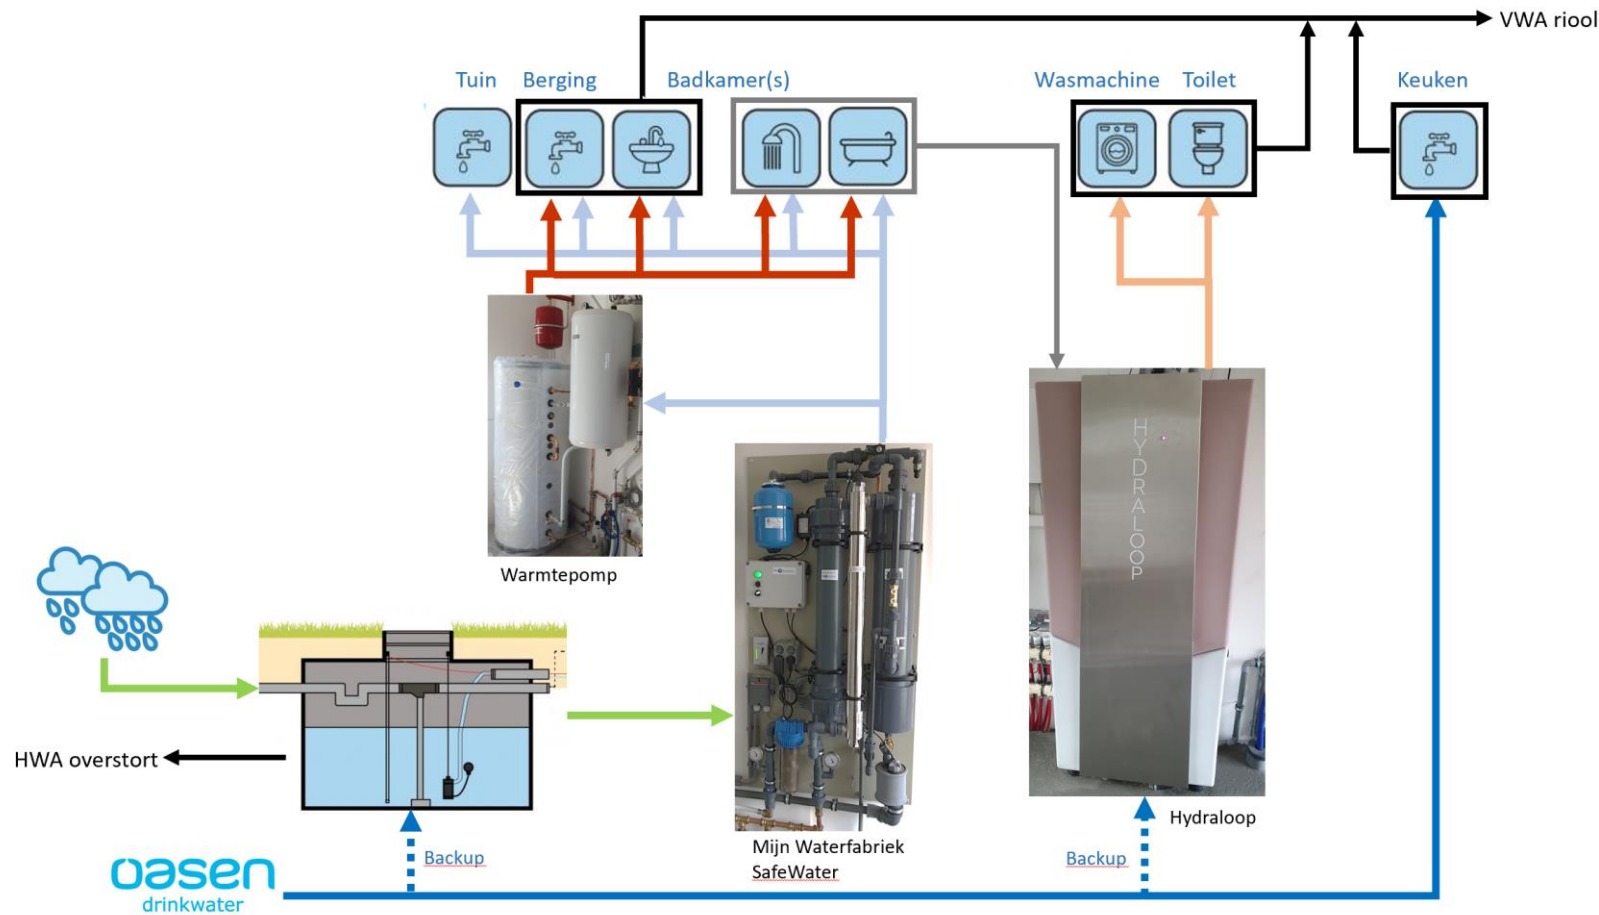 VWA riool
Tuin
Berging
Badkamer(s)
Wasmachine
Toilet
Keuken
Warmtepomp
HYDRALOOP
HWA overstort
Hydraloop
Mijn Waterfabriek
SafeWater
Backup
Backup
oasen
drinkwater